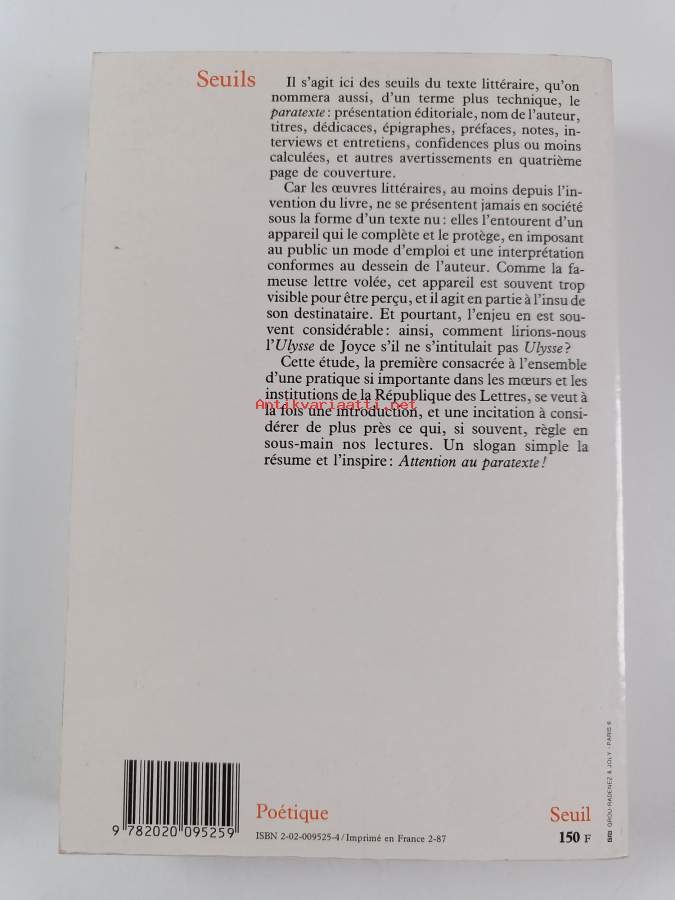 Seuils
Il s'agit ici des seuils du texte littéraire, qu'on
nommera aussi, d'un terme plus technique, le
paratexte : présentation éditoriale, nom de l'auteur,
titres, dédicaces, épigraphes, préfaces, notes, in-
terviews et entretiens, confidences plus ou moins
calculées, et autres avertissements en quatrième
page de couverture.
Car les œuvres littéraires, au moins depuis l'in-
vention du livre, ne se présentent jamais en société
sous la forme d'un texte nu : elles l'entourent d'un
appareil qui le complète et le protège, en imposant
au public un mode d'emploi et une interprétation
conformes au dessein de l'auteur. Comme la fa-
meuse lettre volée, cet appareil est souvent trop
visible pour être perçu, et il agit en partie à l'insu de
son destinataire. Et pourtant, l'enjeu en est sou-
vent considérable : ainsi, comment lirions-nous
l'Ulysse de Joyce s'il ne s'intitulait pas Ulysse ?
Cette étude, la première consacrée à l'ensemble
d'une pratique si importante dans les mœurs et les
institutions de la République des Lettres, se veut à
la fois une introduction, et une incitation à consi-
dérer de plus près ce qui, si souvent, règle en
sous-main nos lectures. Un slogan simple la
résume et l'inspire : Attention au paratexte !
Antikvariaatti.net
9 782020 095259
Poétique
Seuil
ISBN 2-02-009525-4 / Imprimé en France 2-87
150 F
GROU-RADENEZ & JOLY - PARIS 6